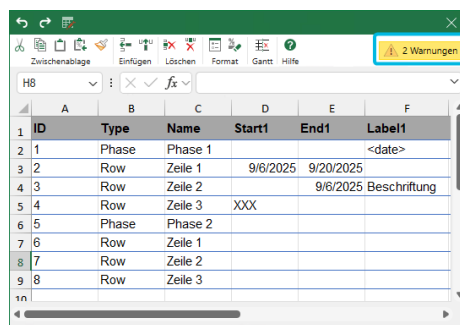 2 Warnungen
Zwischenablage Einfügen Löschen Format Gantt Hilfe
H8 fx
A B C D E F
1 ID Type Name Start1 End1 Label1
2 1 Phase Phase 1 <date>
3 2 Row Zeile 1 9/6/2025 9/20/2025
4 3 Row Zeile 2 9/6/2025 Beschriftung
5 4 Row Zeile 3 XXX
6 5 Phase Phase 2
7 6 Row Zeile 1
8 7 Row Zeile 2
9 8 Row Zeile 3
10